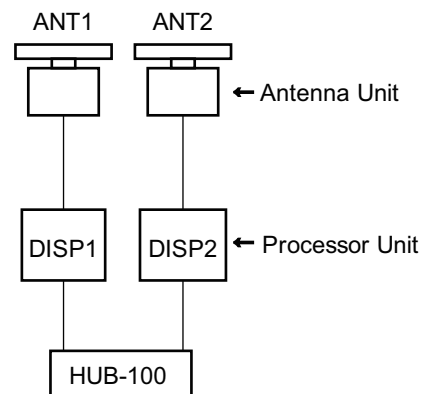 ANT1 ANT2
← Antenna Unit
DISP1 DISP2 ← Processor Unit
HUB-100